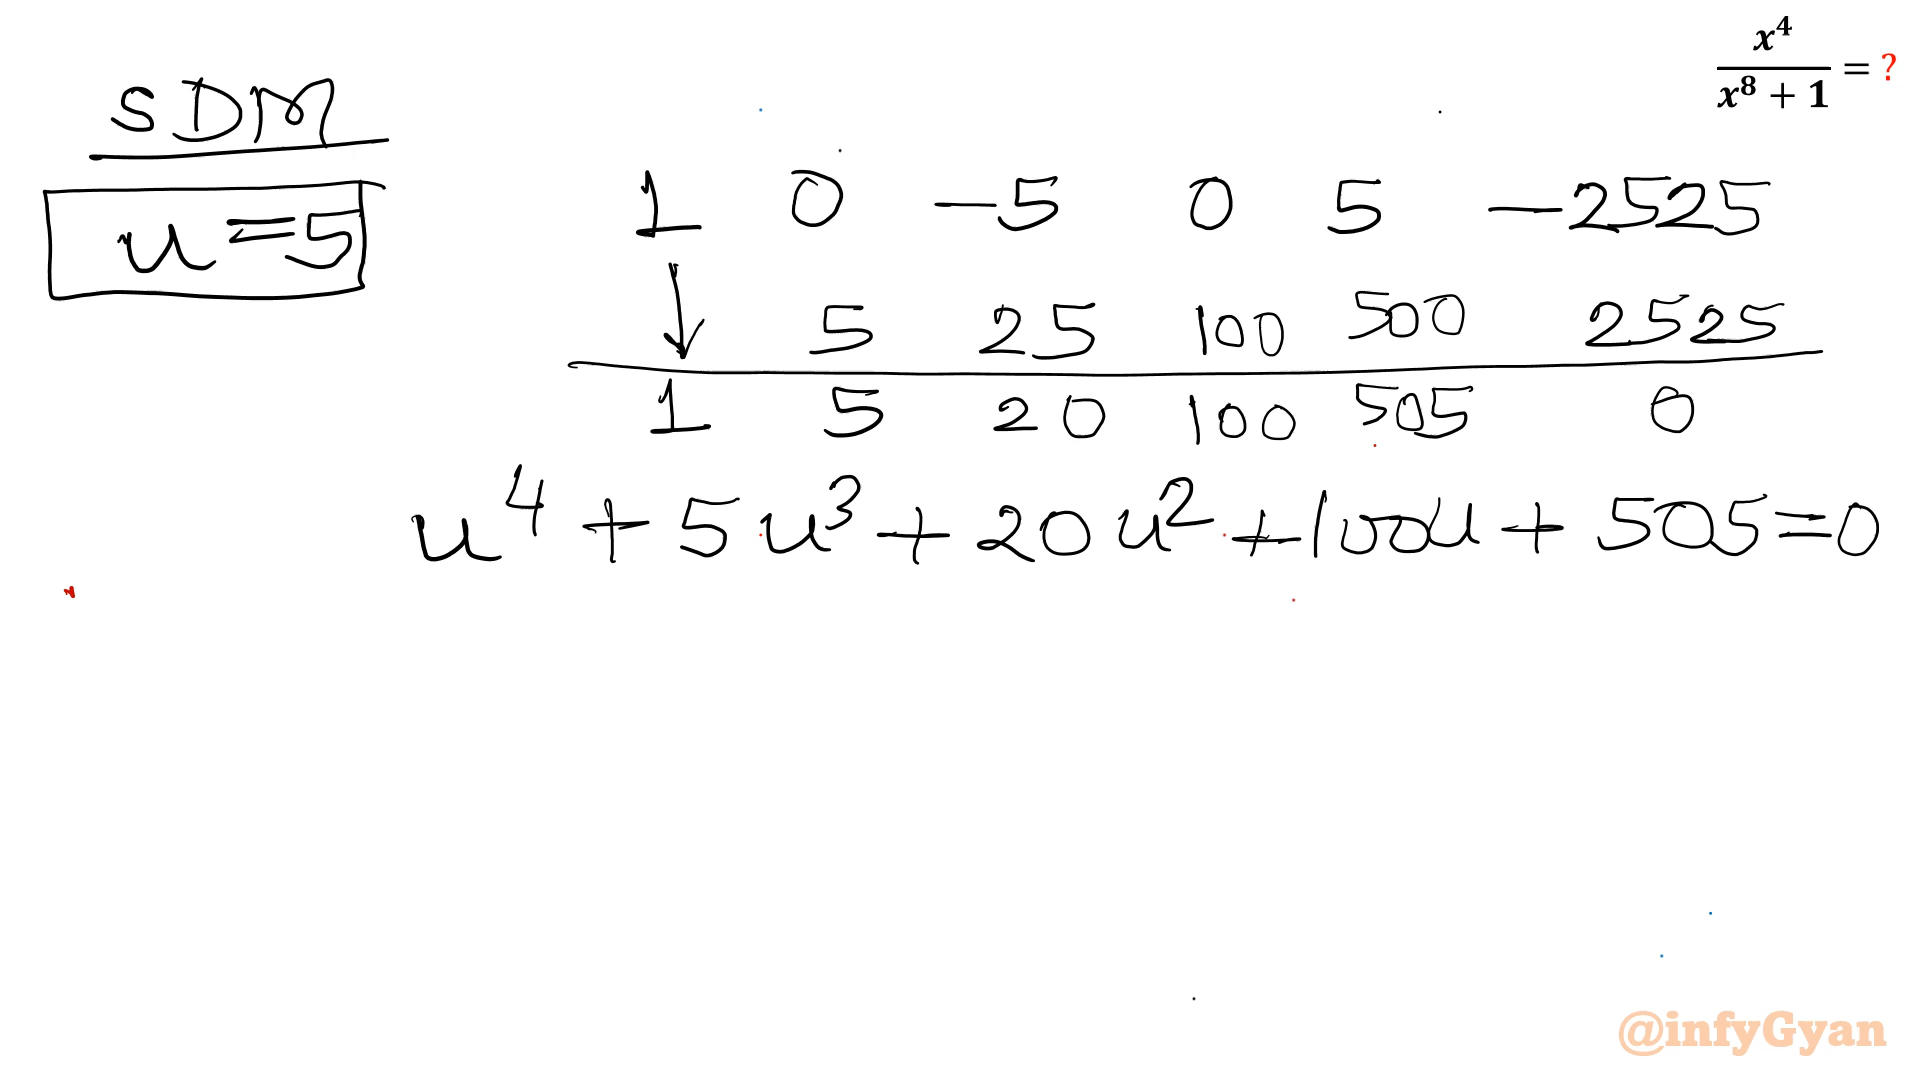 x⁴/(x⁸ + 1) = ?
SDM
u = 5
1 0 -5 0 5 -2525
5 25 100 500 2525
1 5 20 100 505 0
u⁴ + 5u³ + 20u² + 100u + 505 = 0
@infyGyan